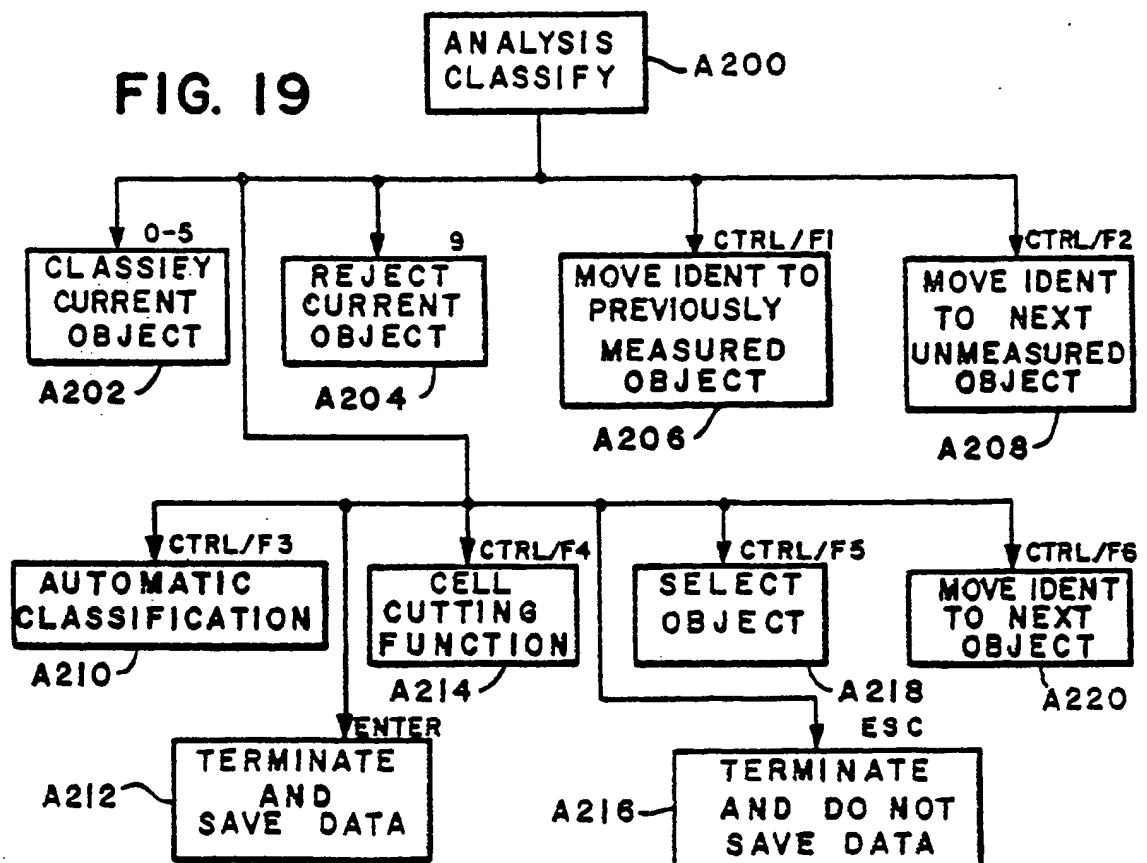 FIG. 19
ANALYSIS
CLASSIFY
A200
0-5
CLASSIFY
CURRENT
OBJECT
A202
9
REJECT
CURRENT
OBJECT
A204
CTRL/F1
MOVE IDENT TO
PREVIOUSLY
MEASURED
OBJECT
A206
CTRL/F2
MOVE IDENT
TO NEXT
UNMEASURED
OBJECT
A208
CTRL/F3
AUTOMATIC
CLASSIFICATION
A210
ENTER
TERMINATE
AND
SAVE DATA
A212
CTRL/F4
CELL
CUTTING
FUNCTION
A214
ESC
TERMINATE
AND DO NOT
SAVE DATA
A216
CTRL/F5
SELECT
OBJECT
A218
CTRL/F6
MOVE IDENT
TO NEXT
OBJECT
A220